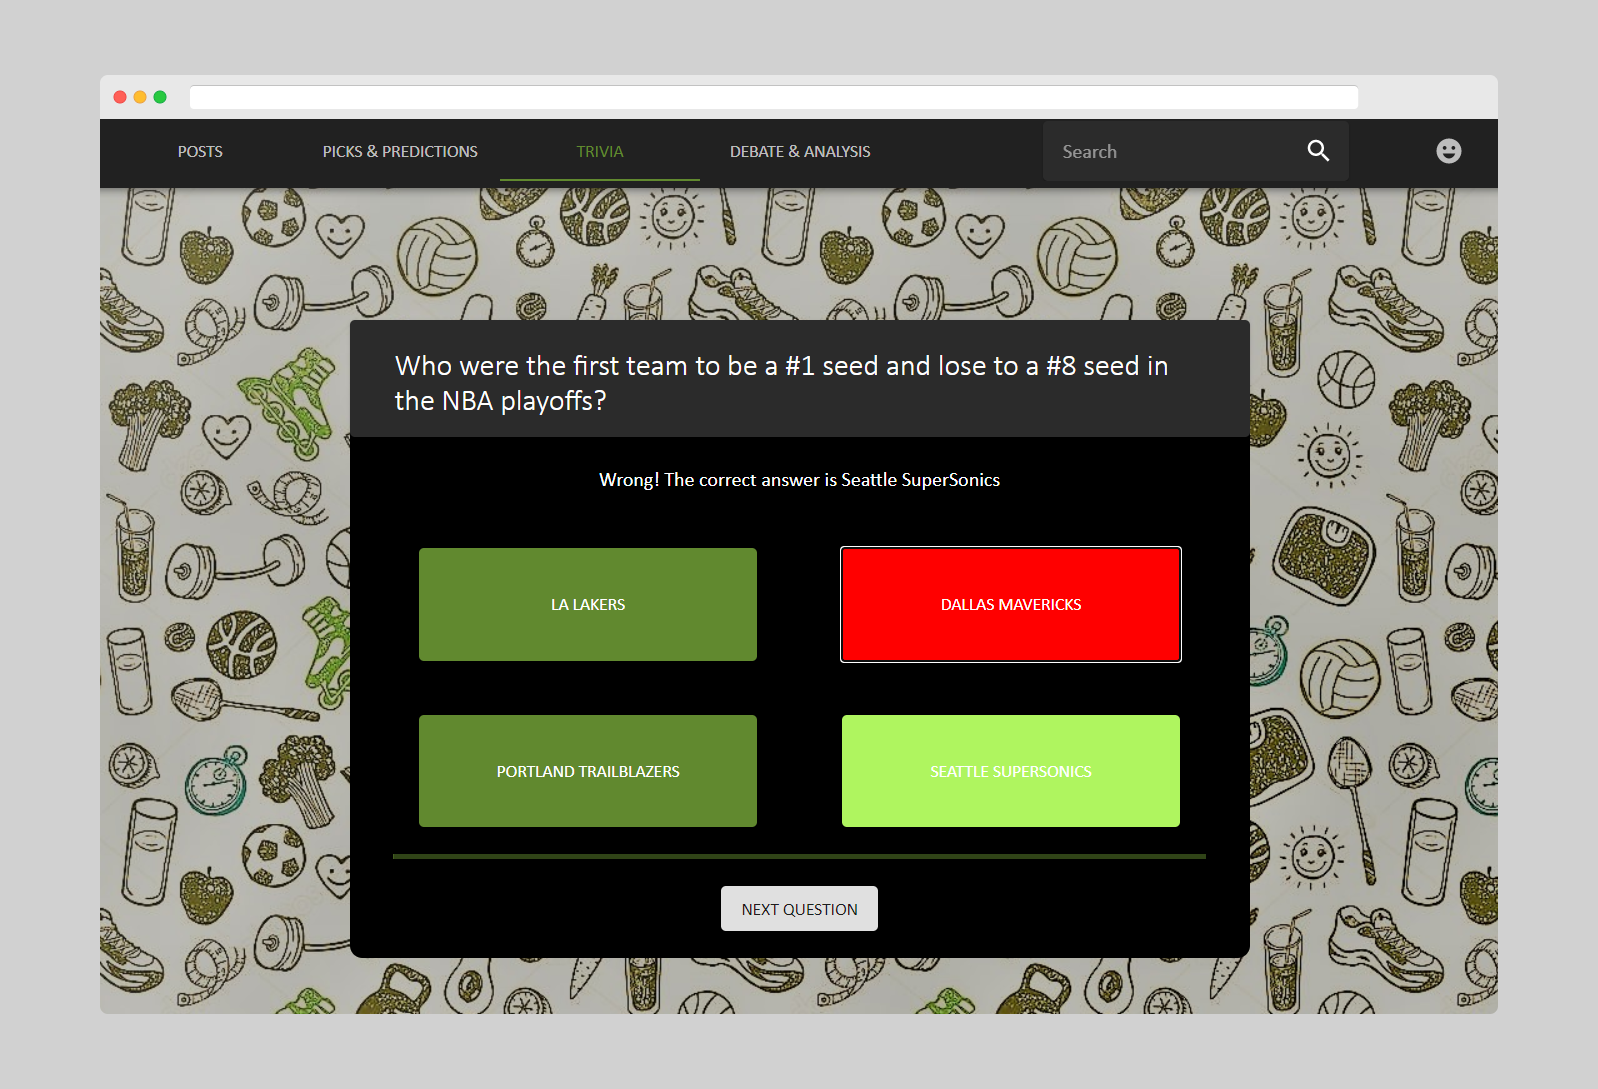 POSTS
PICKS & PREDICTIONS
TRIVIA
DEBATE & ANALYSIS
Search
Who were the first team to be a #1 seed and lose to a #8 seed in
the NBA playoffs?
Wrong! The correct answer is Seattle SuperSonics
LA LAKERS
DALLAS MAVERICKS
PORTLAND TRAILBLAZERS
SEATTLE SUPERSONICS
NEXT QUESTION